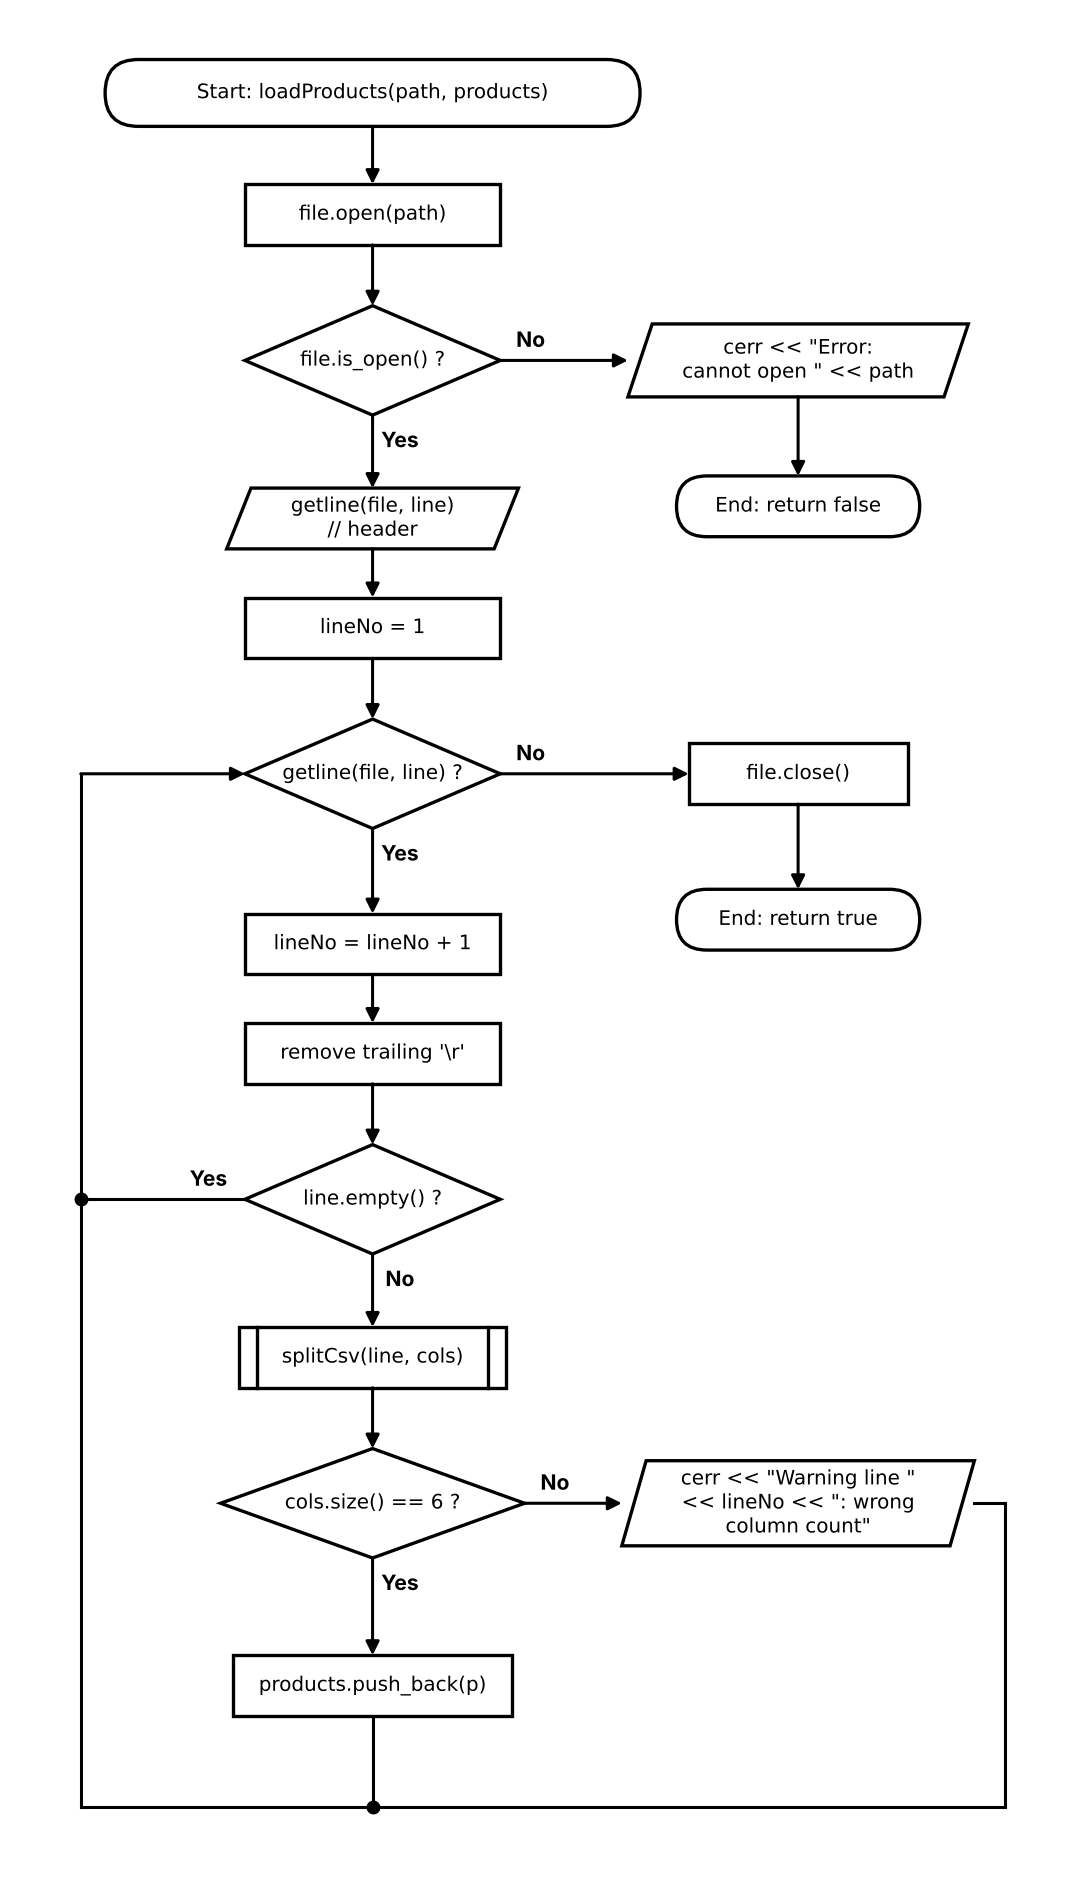 Start: loadProducts(path, products)
file.open(path)
file.is_open() ?
No
cerr << "Error:
cannot open " << path
Yes
End: return false
getline(file, line)
// header
lineNo = 1
getline(file, line) ?
No
file.close()
Yes
End: return true
lineNo = lineNo + 1
remove trailing '\r'
Yes
line.empty() ?
No
splitCsv(line, cols)
cols.size() == 6 ?
No
cerr << "Warning line "
<< lineNo << ": wrong
column count"
Yes
products.push_back(p)